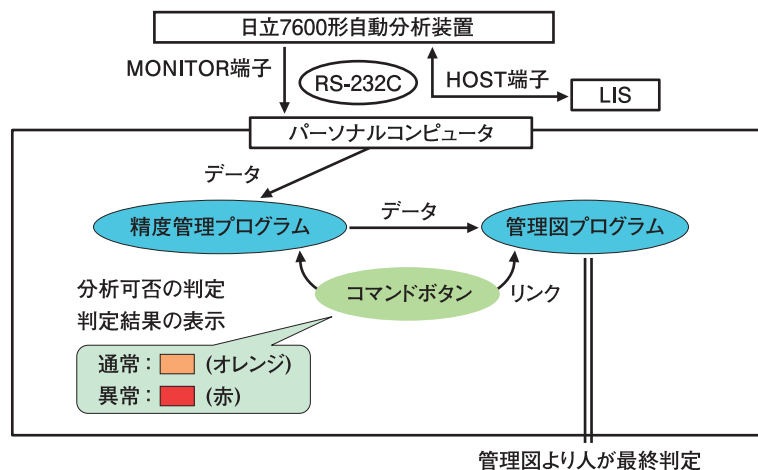 日立7600形自動分析装置
MONITOR端子
RS-232C
HOST端子
LIS
パーソナルコンピュータ
データ
精度管理プログラム
データ
管理図プログラム
分析可否の判定
判定結果の表示
コマンドボタン
リンク
通常： (オレンジ)
異常： (赤)
管理図より人が最終判定